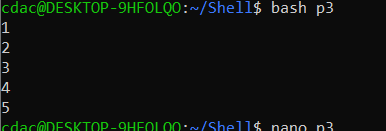 cdac@DESKTOP-9HFOLQO:~/Shell$ bash p3
1
2
3
4
5
cdac@DESKTOP-9HFOLQO:~/Shell$ nano p3